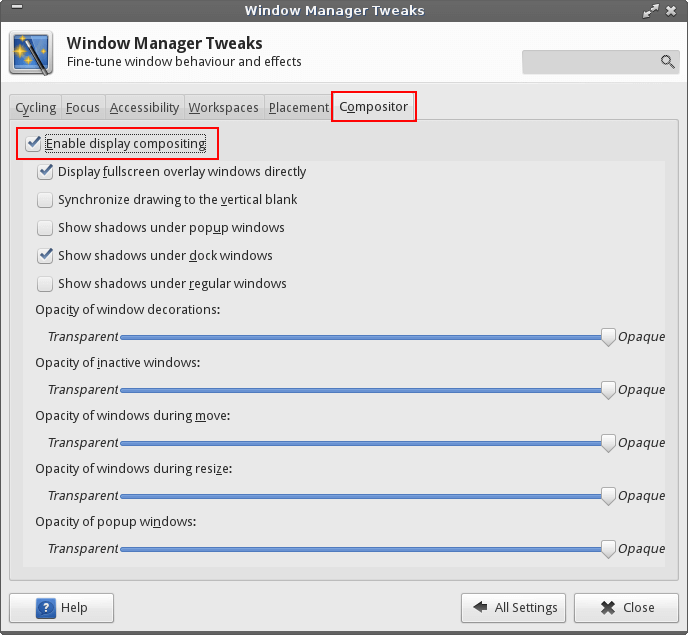 Window Manager Tweaks
Window Manager Tweaks
Fine-tune window behaviour and effects
Cycling Focus Accessibility Workspaces Placement Compositor
Enable display compositing
Display fullscreen overlay windows directly
Synchronize drawing to the vertical blank
Show shadows under popup windows
Show shadows under dock windows
Show shadows under regular windows
Opacity of window decorations:
Transparent Opaque
Opacity of inactive windows:
Transparent Opaque
Opacity of windows during move:
Transparent Opaque
Opacity of windows during resize:
Transparent Opaque
Opacity of popup windows:
Transparent Opaque
? Help All Settings Close